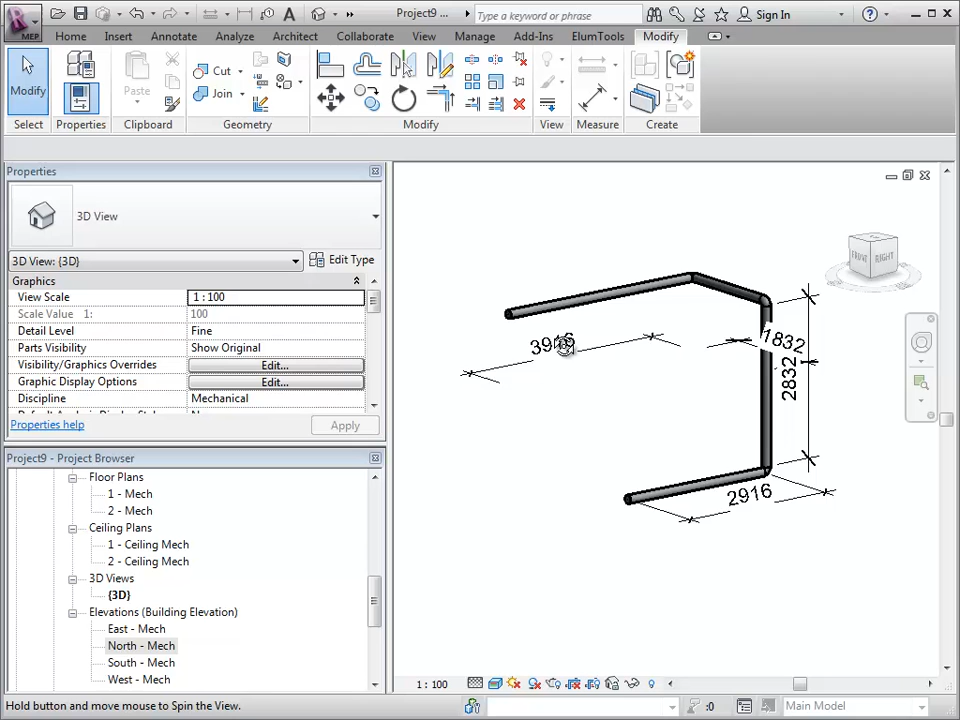 Project9 ...
Type a keyword or phrase
Sign In
MEP
Home Insert Annotate Analyze Architect Collaborate View Manage Add-Ins ElumTools Modify
Modify
Paste
Cut
Join
Select Properties Clipboard Geometry Modify View Measure Create
Properties
3D View
3D View: {3D}
Edit Type
Graphics
View Scale 1 : 100
Scale Value 1: 100
Detail Level Fine
Parts Visibility Show Original
Visibility/Graphics Overrides Edit...
Graphic Display Options Edit...
Discipline Mechanical
Properties help
Apply
Project9 - Project Browser
Floor Plans
1 - Mech
2 - Mech
Ceiling Plans
1 - Ceiling Mech
2 - Ceiling Mech
3D Views
{3D}
Elevations (Building Elevation)
East - Mech
North - Mech
South - Mech
West - Mech
FRONT RIGHT
1832
2832
2916
1 : 100
Hold button and move mouse to Spin the View.
:0
Main Model